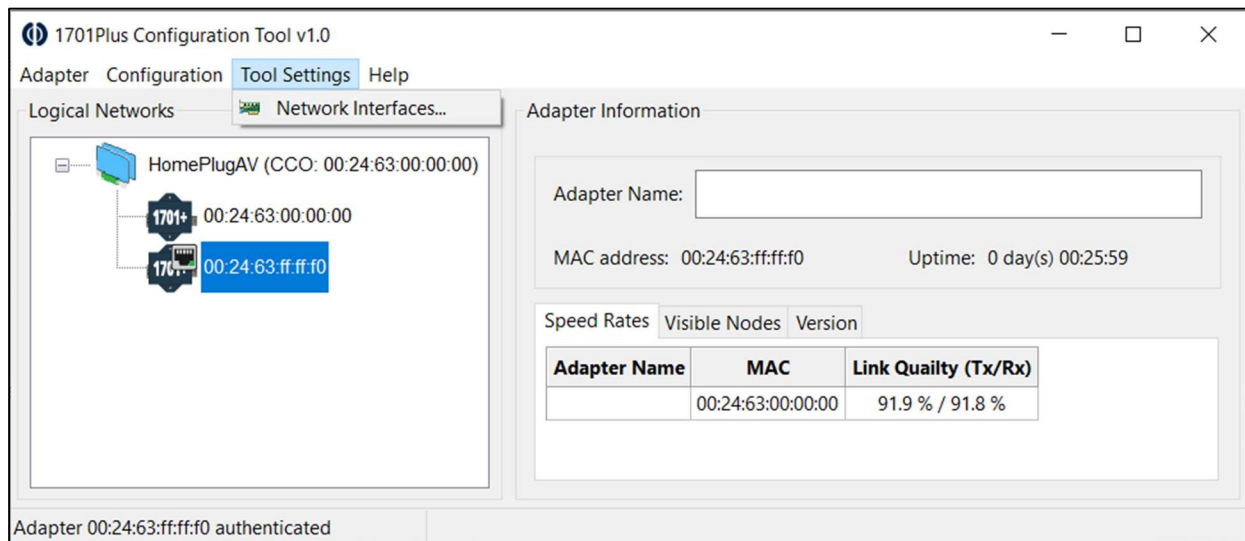 1701Plus Configuration Tool v1.0
Adapter Configuration Tool Settings Help
Network Interfaces...
Logical Networks
HomePlugAV (CCO: 00:24:63:00:00:00)
1701+ 00:24:63:00:00:00
00:24:63:ff:ff:f0
Adapter Information
Adapter Name:
MAC address: 00:24:63:ff:ff:f0 Uptime: 0 day(s) 00:25:59
Speed Rates Visible Nodes Version
Adapter Name MAC Link Quailty (Tx/Rx)
00:24:63:00:00:00 91.9 % / 91.8 %
Adapter 00:24:63:ff:ff:f0 authenticated